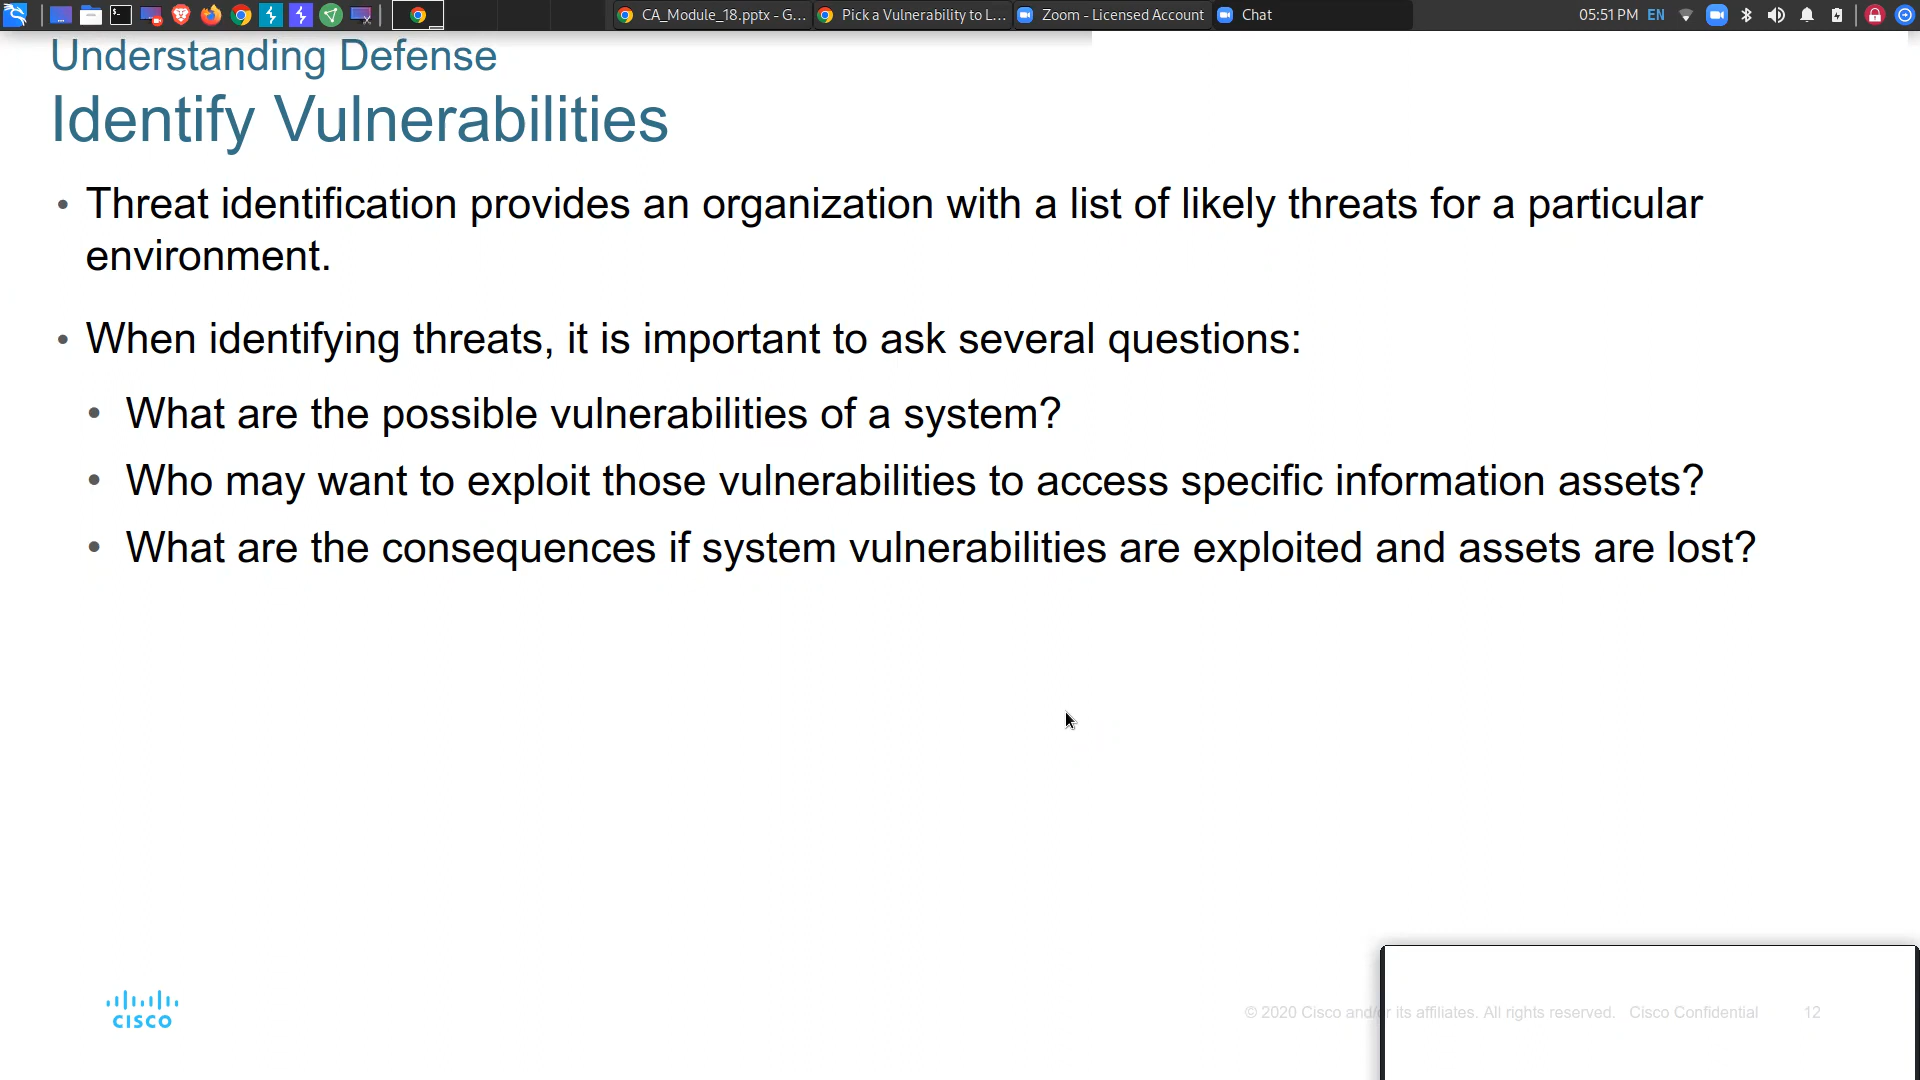 CA_Module_18.pptx - G...
Pick a Vulnerability to L...
Zoom - Licensed Account
Chat
05:51 PM
EN
Understanding Defense
Identify Vulnerabilities
• Threat identification provides an organization with a list of likely threats for a particular
environment.
• When identifying threats, it is important to ask several questions:
• What are the possible vulnerabilities of a system?
• Who may want to exploit those vulnerabilities to access specific information assets?
• What are the consequences if system vulnerabilities are exploited and assets are lost?
CISCO
© 2020 Cisco and/or its affiliates. All rights reserved. Cisco Confidential
12